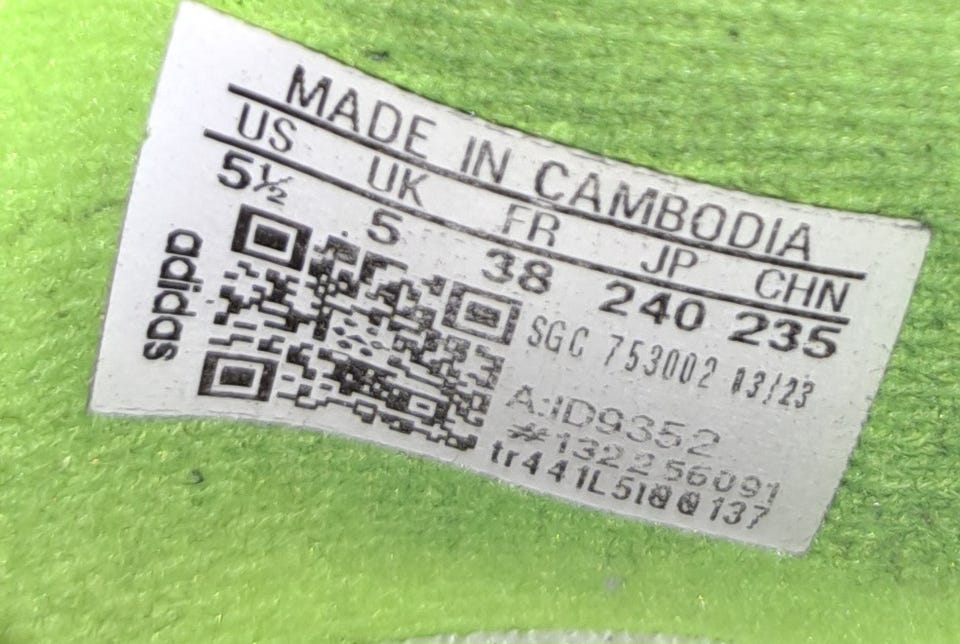 MADE IN CAMBODIA
US UK FR JP CHN
5½ 5 38 240 235
adidas
SGC 753002 03/23
A:ID9352
#132256091